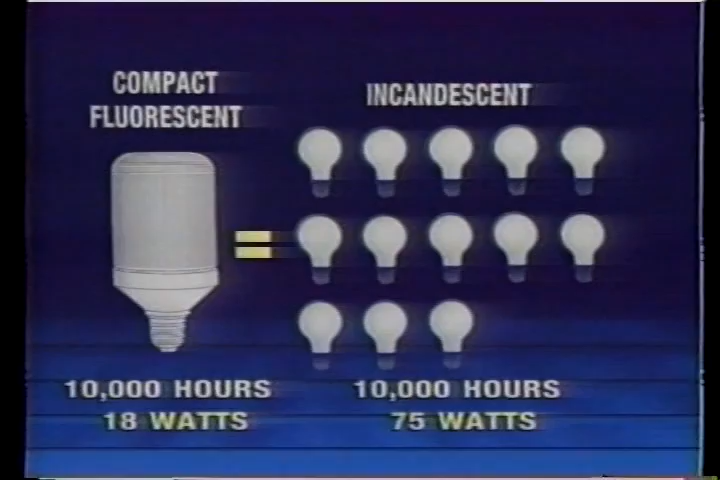 COMPACT
FLUORESCENT
INCANDESCENT
=
10,000 HOURS
18 WATTS
10,000 HOURS
75 WATTS